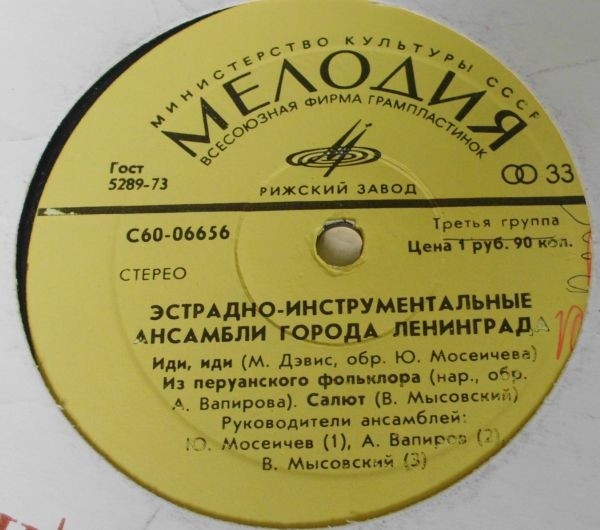 МИНИСТЕРСТВО КУЛЬТУРЫ СССР
МЕЛОДИЯ
ВСЕСОЮЗНАЯ ФИРМА ГРАМПЛАСТИНОК
Гост
5289-73
РИЖСКИЙ ЗАВОД
33
С60-06656
Третья группа
Цена 1 руб. 90 коп.
СТЕРЕО
ЭСТРАДНО-ИНСТРУМЕНТАЛЬНЫЕ
АНСАМБЛИ ГОРОДА ЛЕНИНГРАДА
Иди, иди (М. Дэвис, обр. Ю. Мосеичева)
Из перуанского фольклора (нар., обр.
А. Вапирова). Салют (В. Мысовский)
Руководители ансамблей:
Ю. Мосеичев (1), А. Вапиров (2),
В. Мысовский (3)